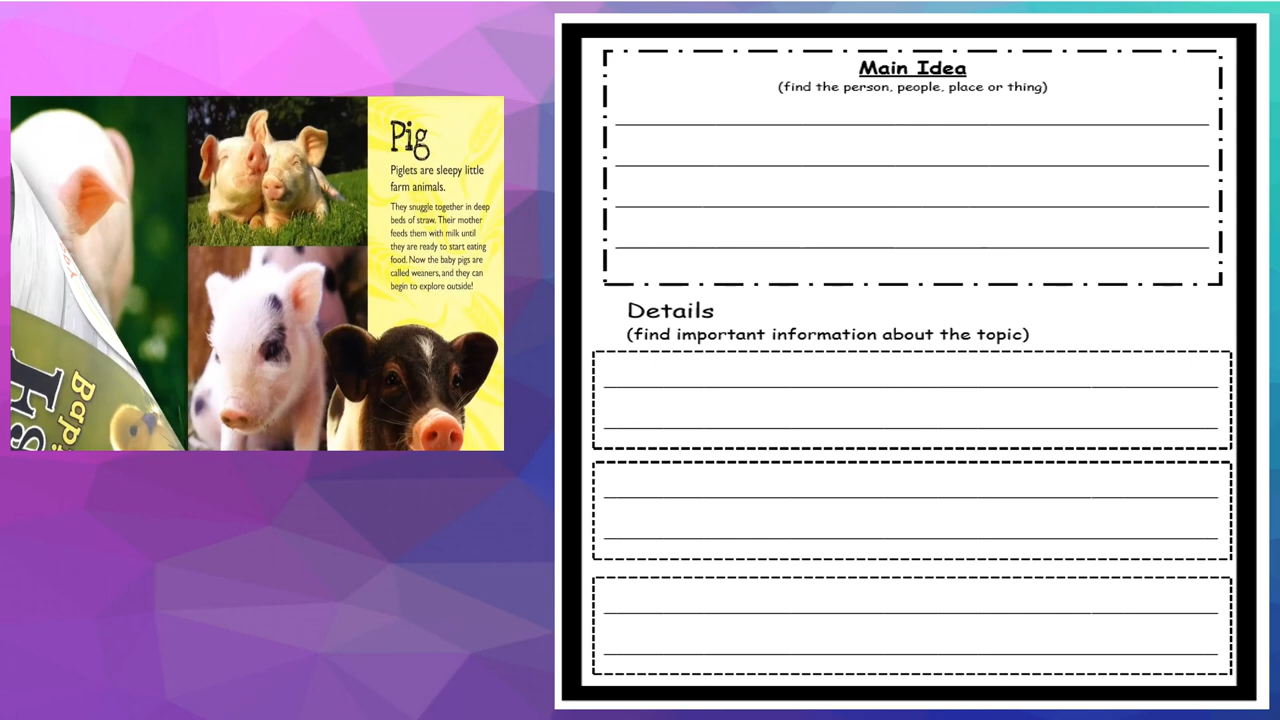 Pig
Piglets are sleepy little
farm animals.
They snuggle together in deep
beds of straw. Their mother
feeds them with milk until
they are ready to start eating
food. Now the baby pigs are
called weaners, and they can
begin to explore outside!
Baby
Main Idea
(find the person, people, place or thing)
Details
(find important information about the topic)